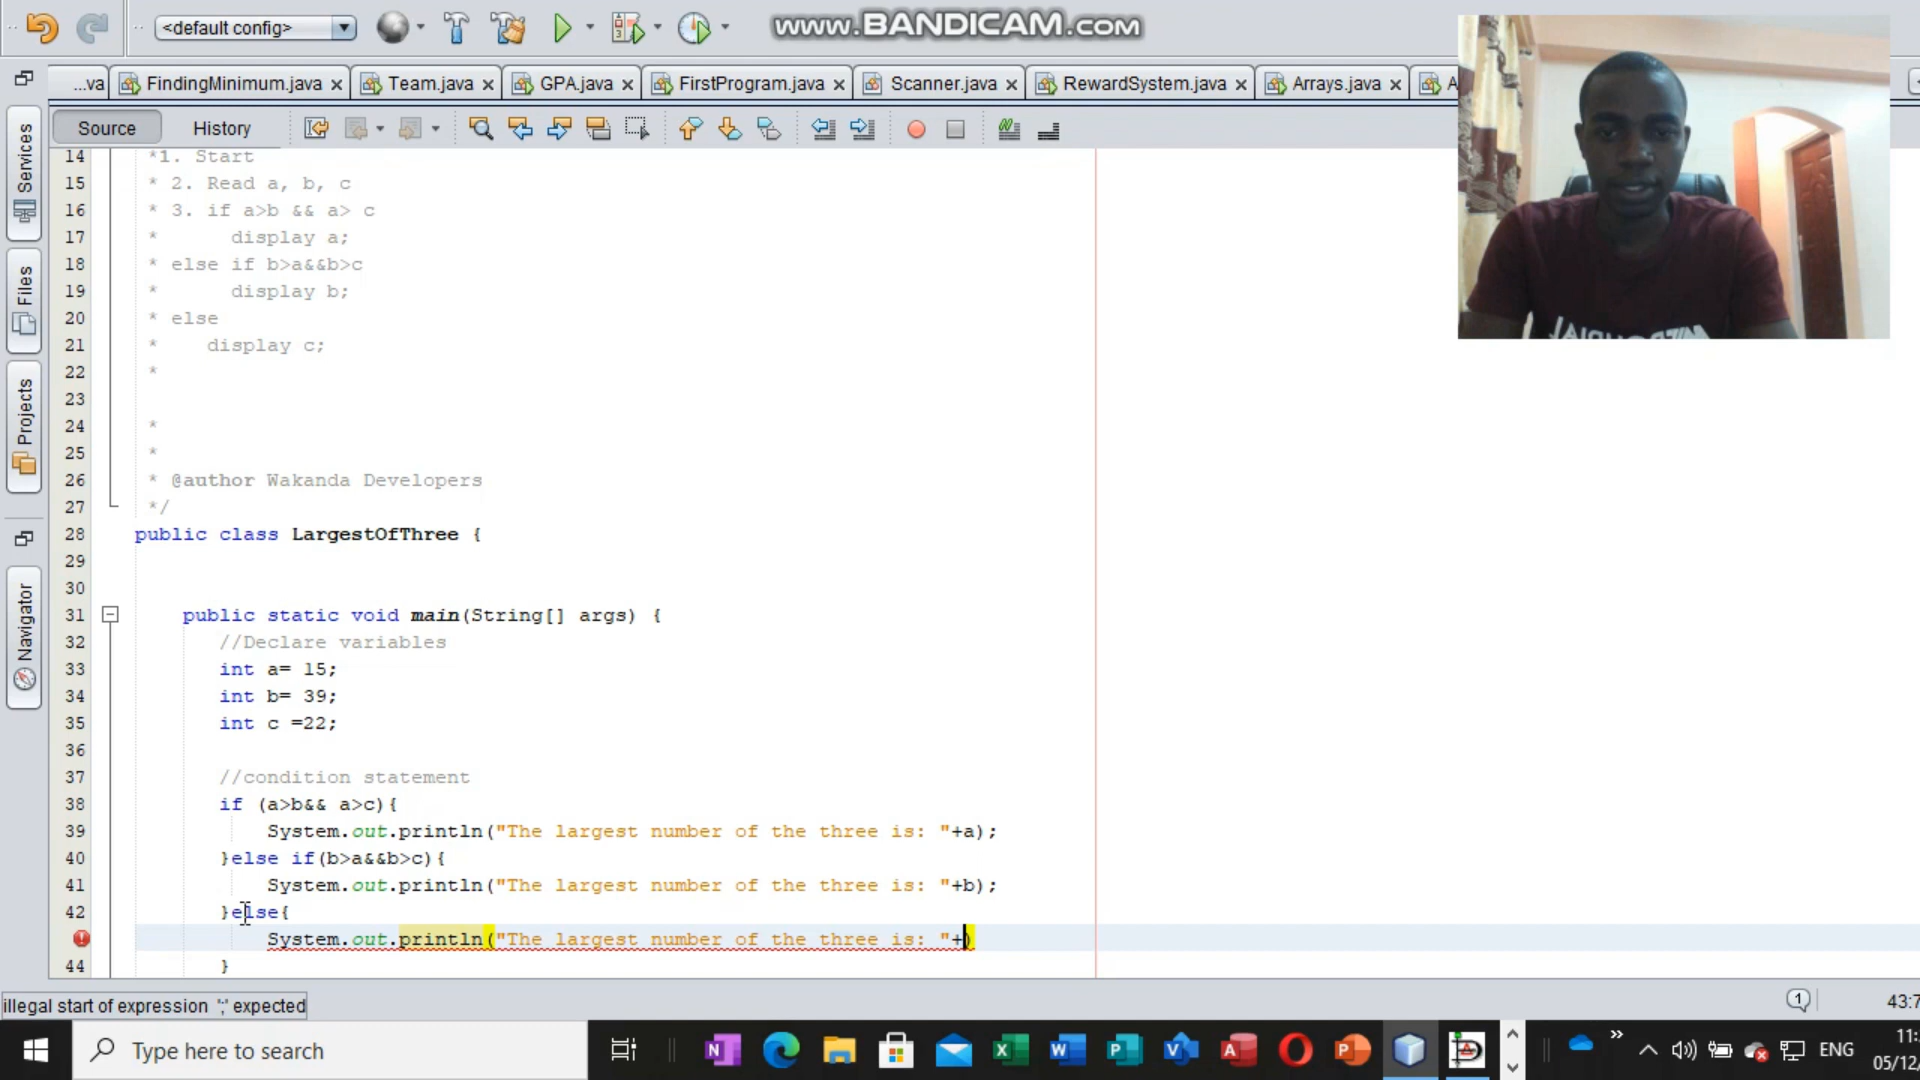 <default config>
www.BANDICAM.com
...va
FindingMinimum.java
Team.java
GPA.java
FirstProgram.java
Scanner.java
RewardSystem.java
Arrays.java
A
Source
History
Services
Files
Projects
Navigator
14 *1. Start
15 * 2. Read a, b, c
16 * 3. if a>b && a> c
17 * display a;
18 * else if b>a&&b>c
19 * display b;
20 * else
21 * display c;
22 *
23
24 *
25 *
26 * @author Wakanda Developers
27 */
28 public class LargestOfThree {
29
30
31 public static void main(String[] args) {
32 //Declare variables
33 int a= 15;
34 int b= 39;
35 int c =22;
36
37 //condition statement
38 if (a>b&& a>c){
39 System.out.println("The largest number of the three is: "+a);
40 }else if(b>a&&b>c){
41 System.out.println("The largest number of the three is: "+b);
42 }else{
System.out.println("The largest number of the three is: "+)
44 }
illegal start of expression ';' expected
1
43:7
Type here to search
ENG
11:
05/12/